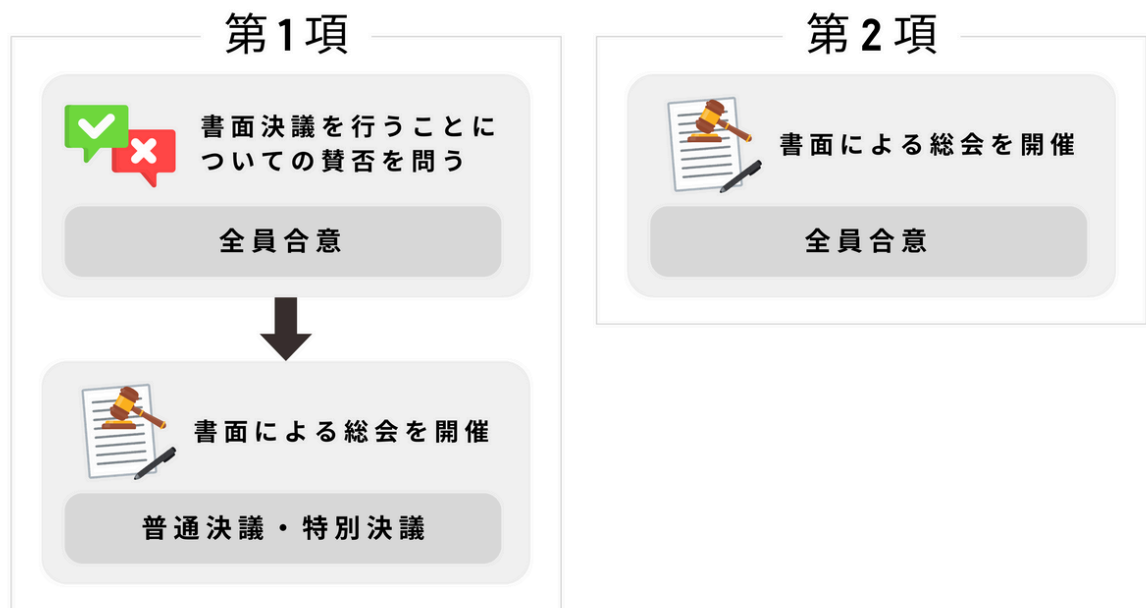 第1項
書面決議を行うことに
ついての賛否を問う
全員合意
書面による総会を開催
普通決議・特別決議
第2項
書面による総会を開催
全員合意